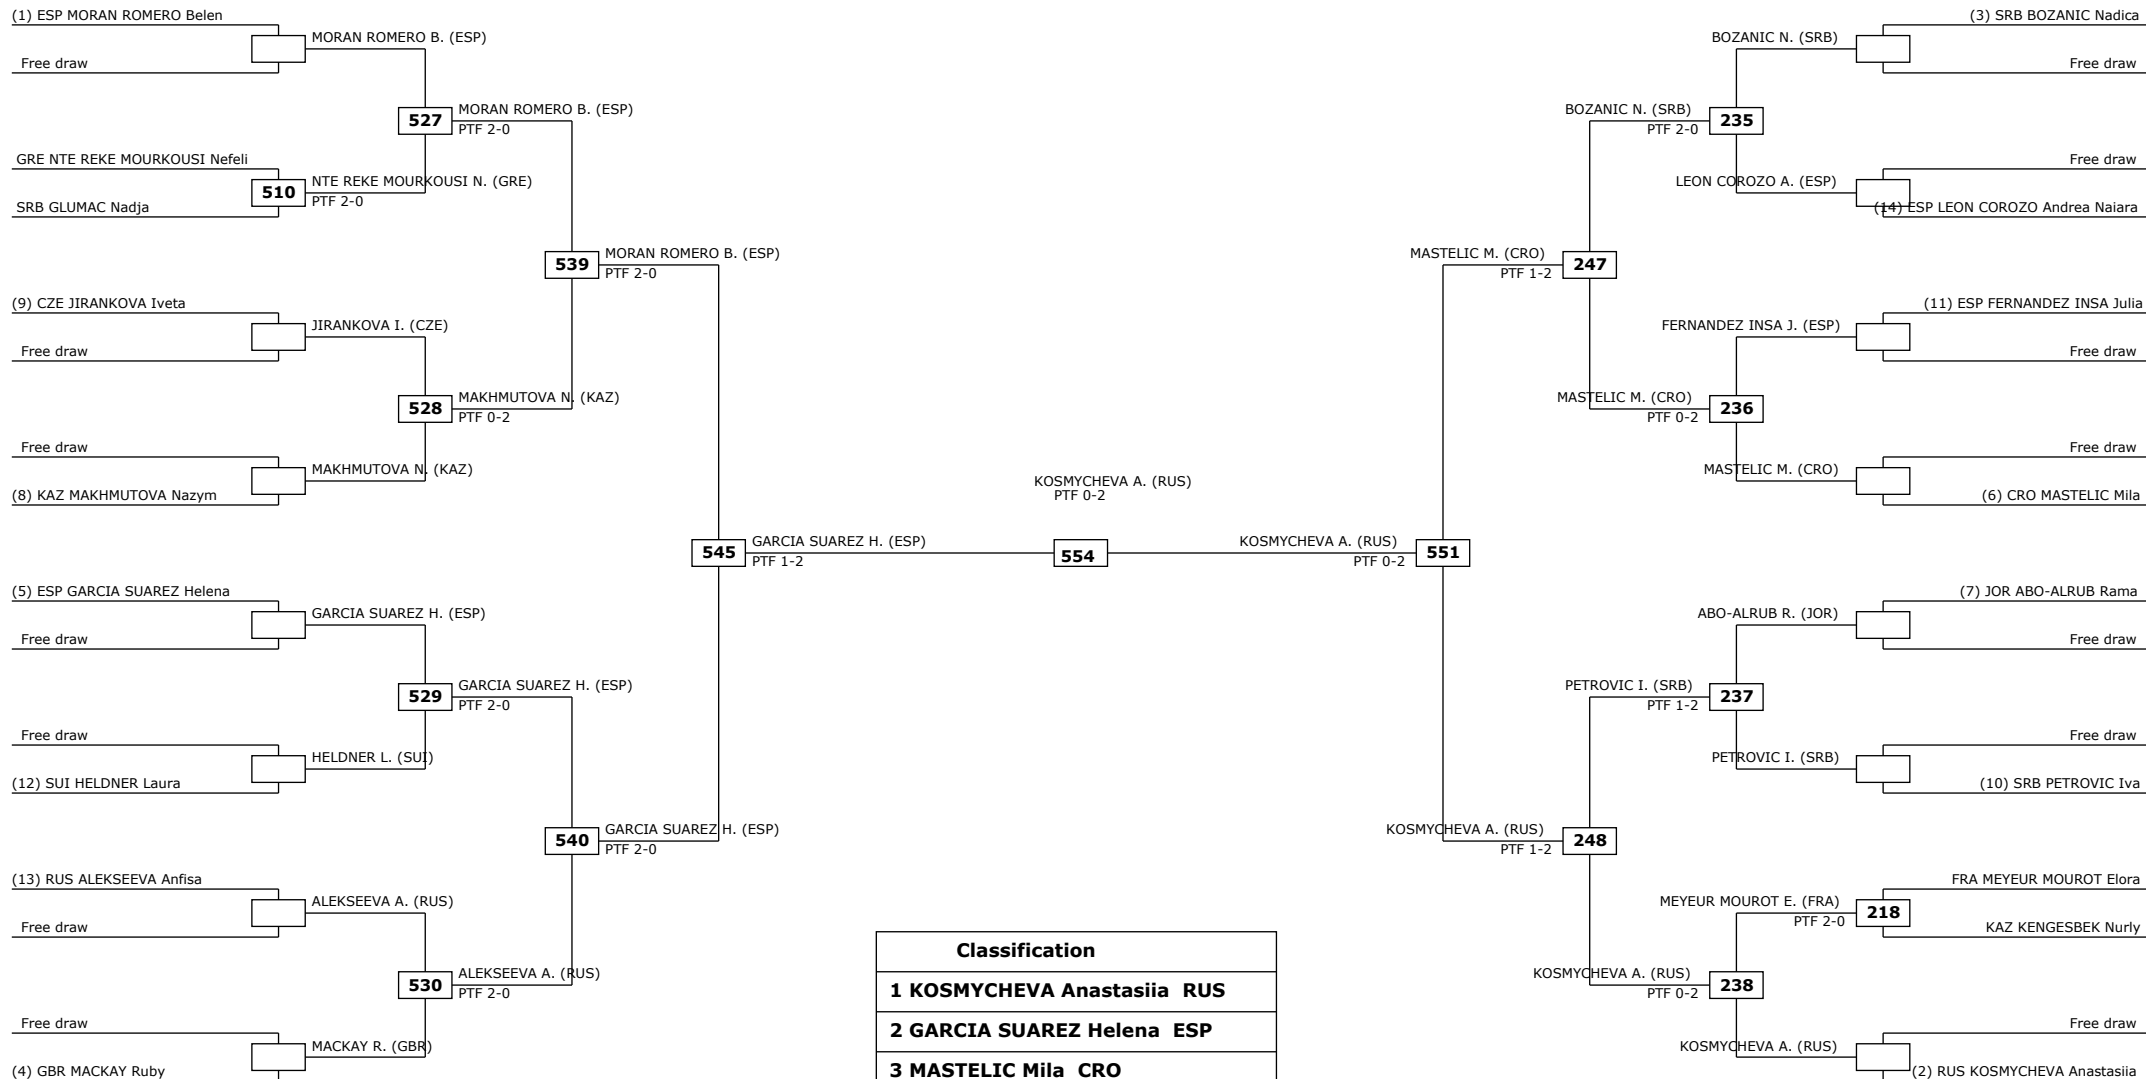 (1) ESP MORAN ROMERO Belen
MORAN ROMERO B. (ESP)
Free draw
527
MORAN ROMERO B. (ESP)
PTF 2-0
GRE NTE REKE MOURKOUSI Nefeli
510
NTE REKE MOURKOUSI N. (GRE)
PTF 2-0
SRB GLUMAC Nadja
539
MORAN ROMERO B. (ESP)
PTF 2-0
(9) CZE JIRANKOVA Iveta
JIRANKOVA I. (CZE)
Free draw
528
MAKHMUTOVA N. (KAZ)
PTF 0-2
Free draw
MAKHMUTOVA N. (KAZ)
(8) KAZ MAKHMUTOVA Nazym
545
GARCIA SUAREZ H. (ESP)
PTF 1-2
(5) ESP GARCIA SUAREZ Helena
GARCIA SUAREZ H. (ESP)
Free draw
529
GARCIA SUAREZ H. (ESP)
PTF 2-0
Free draw
HELDNER L. (SUI)
(12) SUI HELDNER Laura
540
GARCIA SUAREZ H. (ESP)
PTF 2-0
(13) RUS ALEKSEEVA Anfisa
ALEKSEEVA A. (RUS)
Free draw
530
ALEKSEEVA A. (RUS)
PTF 2-0
Free draw
MACKAY R. (GBR)
(4) GBR MACKAY Ruby
KOSMYCHEVA A. (RUS)
PTF 0-2
554
(3) SRB BOZANIC Nadica
BOZANIC N. (SRB)
Free draw
BOZANIC N. (SRB)
PTF 2-0
235
Free draw
LEON COROZO A. (ESP)
(14) ESP LEON COROZO Andrea Naiara
MASTELIC M. (CRO)
PTF 1-2
247
(11) ESP FERNANDEZ INSA Julia
FERNANDEZ INSA J. (ESP)
Free draw
MASTELIC M. (CRO)
PTF 0-2
236
Free draw
MASTELIC M. (CRO)
(6) CRO MASTELIC Mila
KOSMYCHEVA A. (RUS)
PTF 0-2
551
(7) JOR ABO-ALRUB Rama
ABO-ALRUB R. (JOR)
Free draw
PETROVIC I. (SRB)
PTF 1-2
237
Free draw
PETROVIC I. (SRB)
(10) SRB PETROVIC Iva
KOSMYCHEVA A. (RUS)
PTF 1-2
248
FRA MEYEUR MOUROT Elora
MEYEUR MOUROT E. (FRA)
PTF 2-0
218
KAZ KENGESBEK Nurly
KOSMYCHEVA A. (RUS)
PTF 0-2
238
Free draw
KOSMYCHEVA A. (RUS)
(2) RUS KOSMYCHEVA Anastasiia
Classification
1 KOSMYCHEVA Anastasiia RUS
2 GARCIA SUAREZ Helena ESP
3 MASTELIC Mila CRO